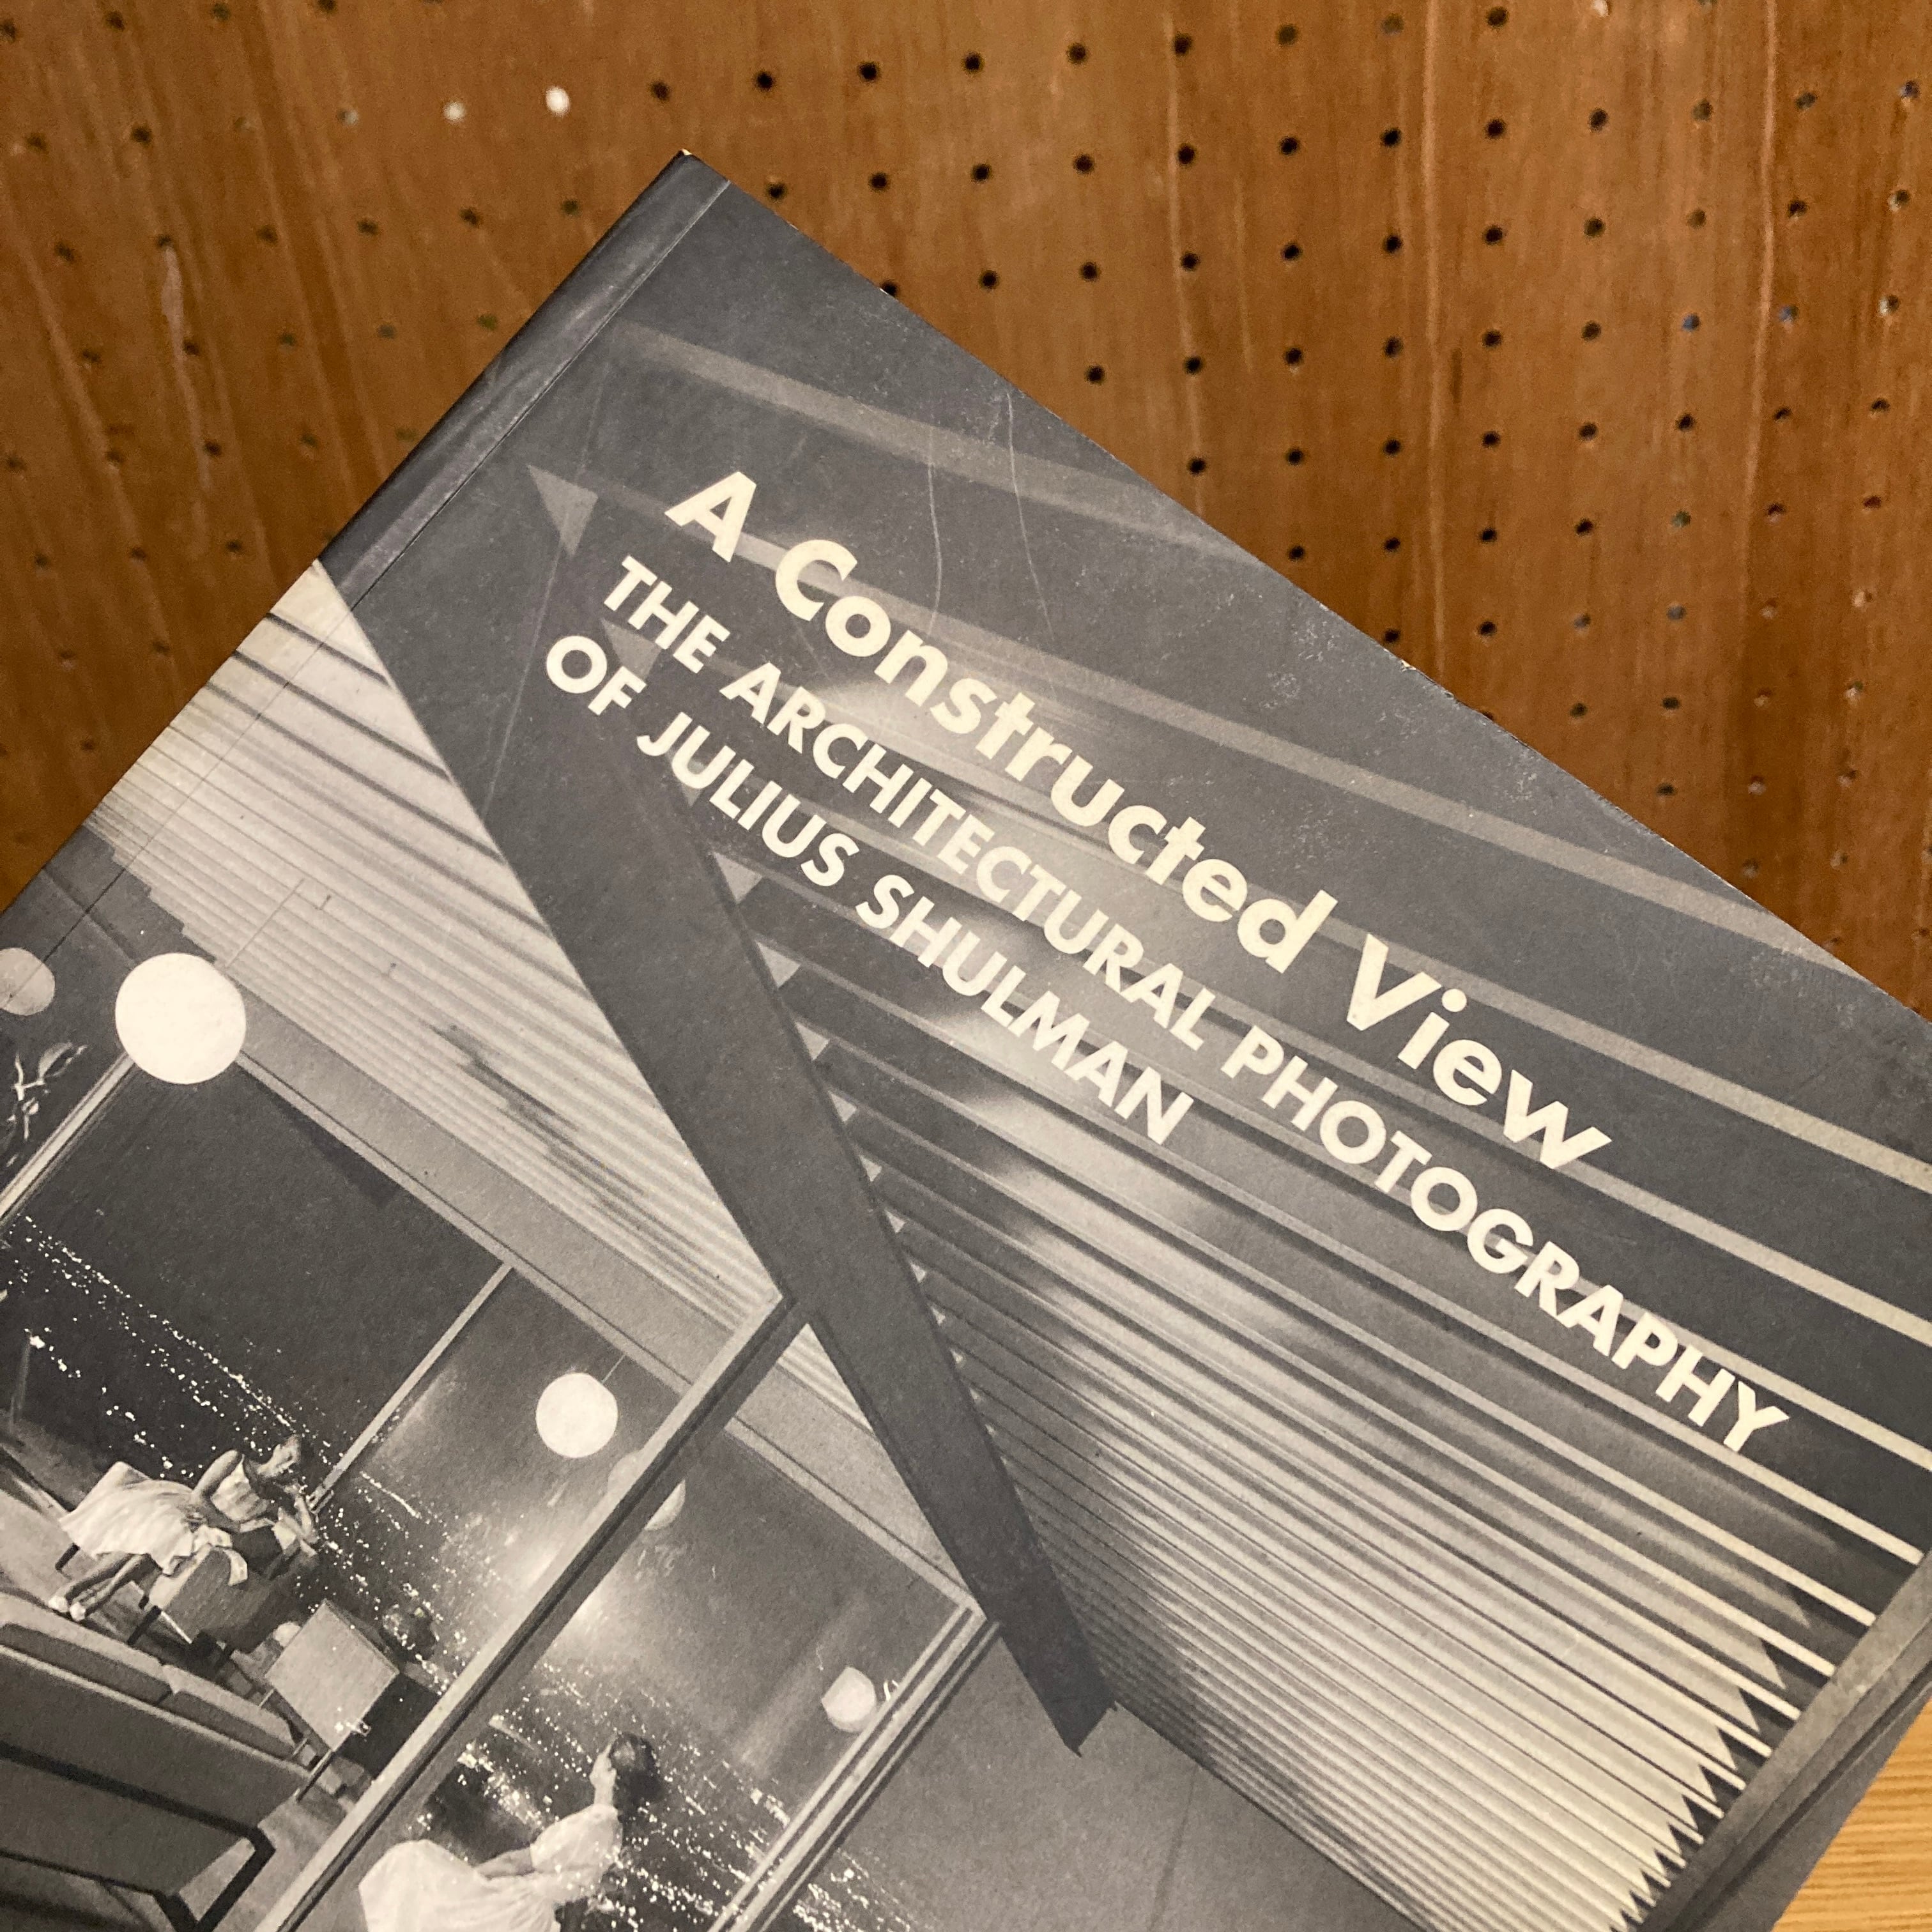 A Constructed View
THE ARCHITECTURAL PHOTOGRAPHY
OF JULIUS SHULMAN